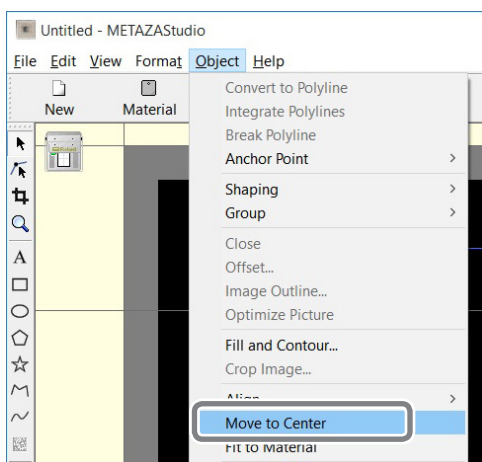 Untitled - METAZAStudio
File Edit View Format Object Help
New Material
Convert to Polyline
Integrate Polylines
Break Polyline
Anchor Point
Shaping
Group
Close
Offset...
Image Outline...
Optimize Picture
Fill and Contour...
Crop Image...
Align
Move to Center
Fit to Material
A